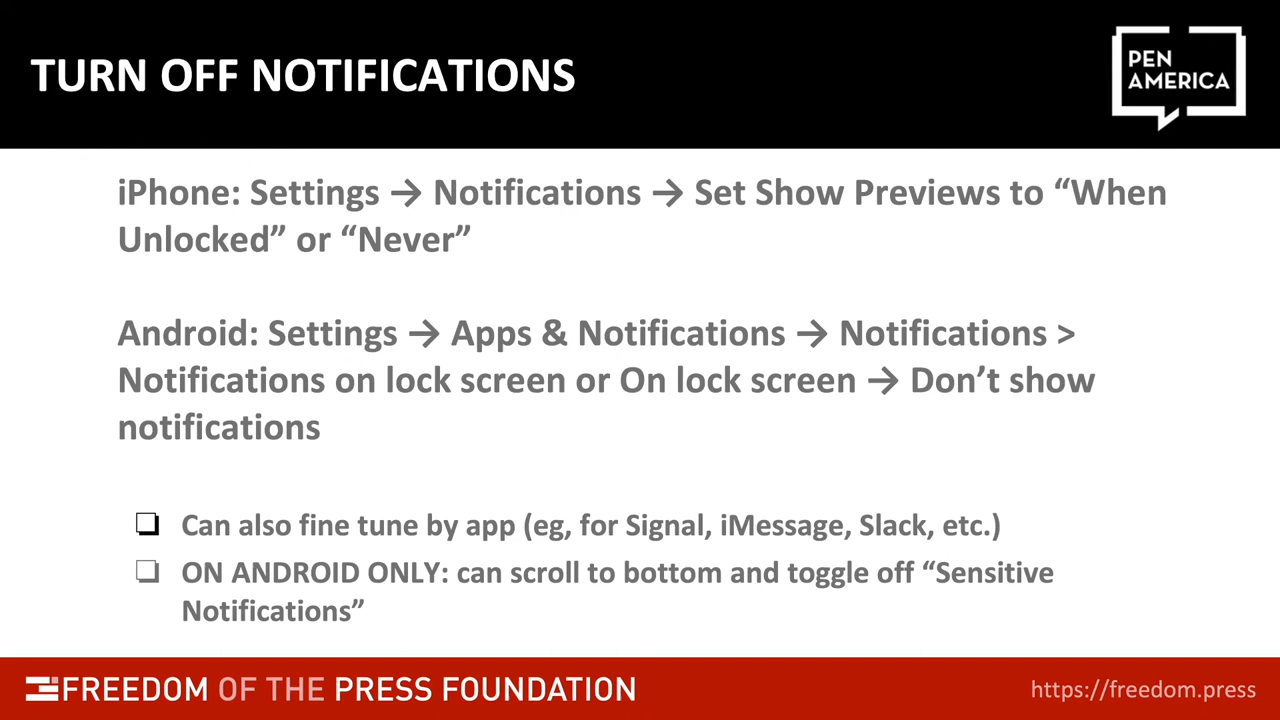 TURN OFF NOTIFICATIONS
PEN
AMERICA
iPhone: Settings → Notifications → Set Show Previews to “When
Unlocked” or “Never”
Android: Settings → Apps & Notifications → Notifications >
Notifications on lock screen or On lock screen → Don’t show
notifications
❏ Can also fine tune by app (eg, for Signal, iMessage, Slack, etc.)
❏ ON ANDROID ONLY: can scroll to bottom and toggle off “Sensitive
Notifications”
FREEDOM OF THE PRESS FOUNDATION
https://freedom.press